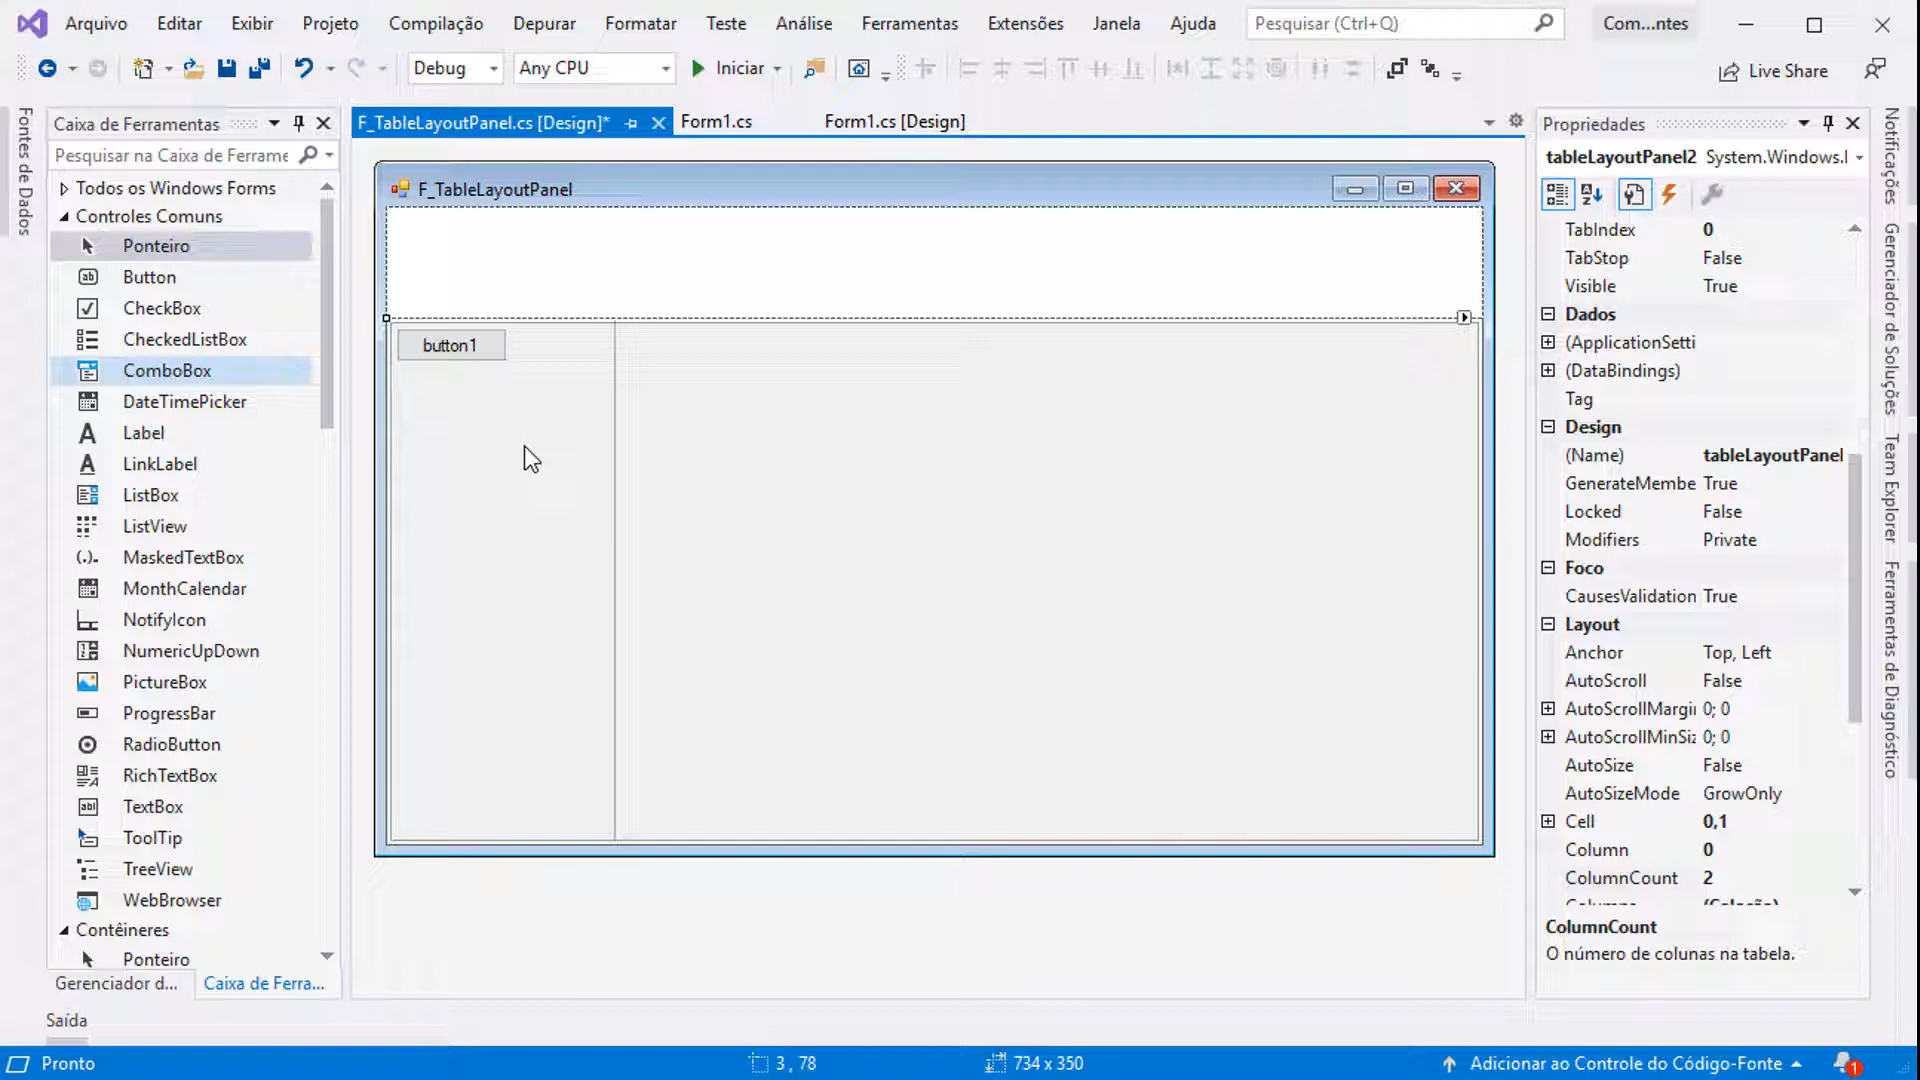 Arquivo Editar Exibir Projeto Compilação Depurar Formatar Teste Análise Ferramentas Extensões Janela Ajuda Pesquisar (Ctrl+Q) Com...ntes
Debug Any CPU Iniciar Live Share
Fontes de Dados
Caixa de Ferramentas
Pesquisar na Caixa de Ferrame
Todos os Windows Forms
Controles Comuns
Ponteiro
Button
CheckBox
CheckedListBox
ComboBox
DateTimePicker
Label
LinkLabel
ListBox
ListView
MaskedTextBox
MonthCalendar
NotifyIcon
NumericUpDown
PictureBox
ProgressBar
RadioButton
RichTextBox
TextBox
ToolTip
TreeView
WebBrowser
Contêineres
Ponteiro
Gerenciador d... Caixa de Ferra...
F_TableLayoutPanel.cs [Design]* Form1.cs Form1.cs [Design]
F_TableLayoutPanel
button1
Propriedades
tableLayoutPanel2 System.Windows.I
TabIndex 0
TabStop False
Visible True
Dados
(ApplicationSetti
(DataBindings)
Tag
Design
(Name) tableLayoutPanel
GenerateMembe True
Locked False
Modifiers Private
Foco
CausesValidation True
Layout
Anchor Top, Left
AutoScroll False
AutoScrollMargi 0; 0
AutoScrollMinSiz 0; 0
AutoSize False
AutoSizeMode GrowOnly
Cell 0,1
Column 0
ColumnCount 2
Columns (Coleção)
ColumnCount
O número de colunas na tabela.
Notificações
Gerenciador de Soluções
Team Explorer
Ferramentas de Diagnóstico
Saída
Pronto 3 , 78 734 x 350 Adicionar ao Controle do Código-Fonte 1